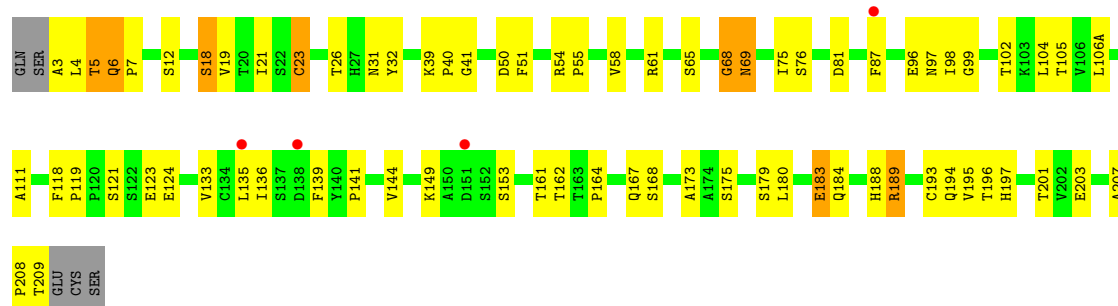 GLN SER A3 L4 T5 Q6 P7 S12 S18 V19 T20 I21 S22 C23 T26 H27 N31 Y32 K39 P40 G41 D50 F51 R54 P55 V58 R61 S65 G68 N69 I75 S76 D81 F87 E96 N97 I98 G99 T102 K103 L104 T105 V106 L106A
A111 F118 P119 P120 S121 S122 E123 E124 V133 C134 L135 I136 S137 D138 F139 Y140 P141 V144 K149 A150 D151 S152 S153 T161 T162 T163 P164 Q167 S168 A173 A174 S175 S179 L180 E183 Q184 H188 R189 C193 Q194 V195 T196 H197 T201 V202 E203 A207
P208 T209 GLU CYS SER